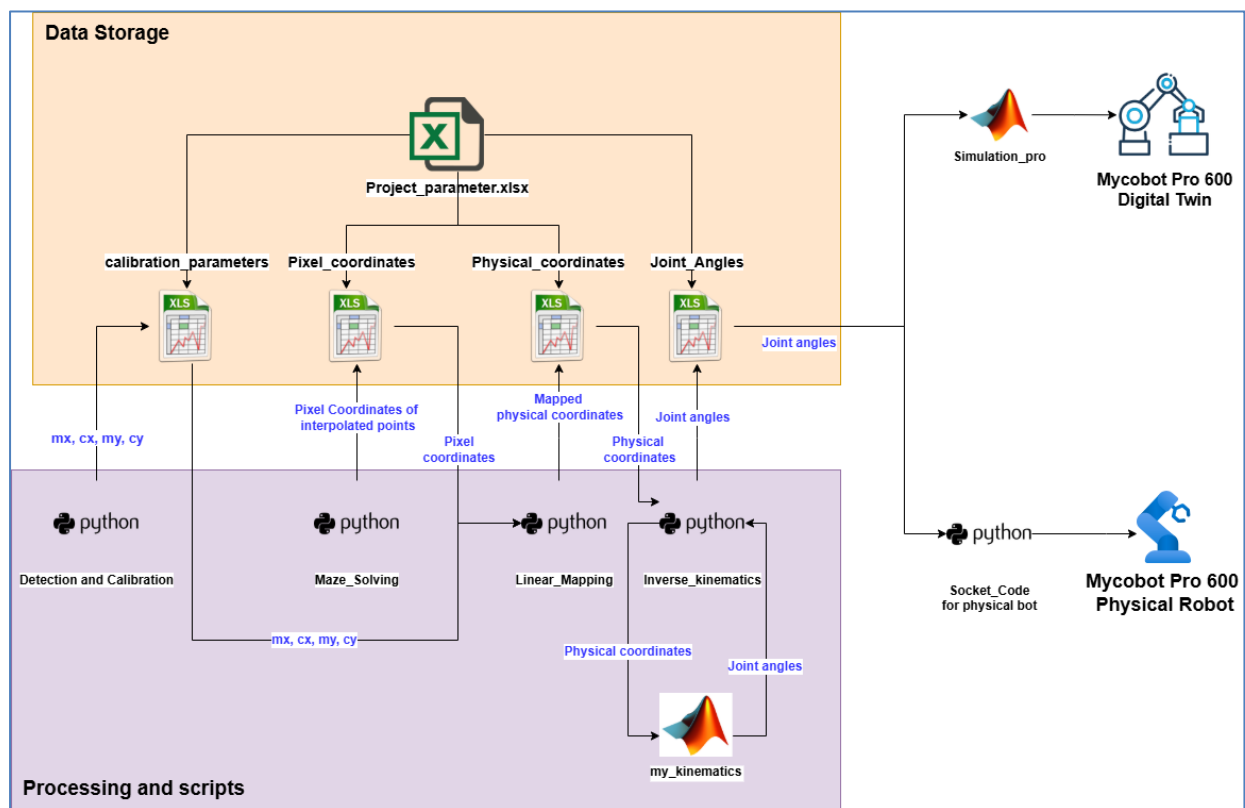 Data Storage
Project_parameter.xlsx
calibration_parameters
Pixel_coordinates
Physical_coordinates
Joint_Angles
XLS
XLS
XLS
XLS
Simulation_pro
Mycobot Pro 600
Digital Twin
Joint angles
mx, cx, my, cy
Pixel Coordinates of
interpolated points
Pixel
coordinates
Mapped
physical coordinates
Physical
coordinates
Joint angles
python
Detection and Calibration
python
Maze_Solving
python
Linear_Mapping
python
Inverse_kinematics
python
Socket_Code
for physical bot
Mycobot Pro 600
Physical Robot
mx, cx, my, cy
Physical coordinates
Joint angles
my_kinematics
Processing and scripts